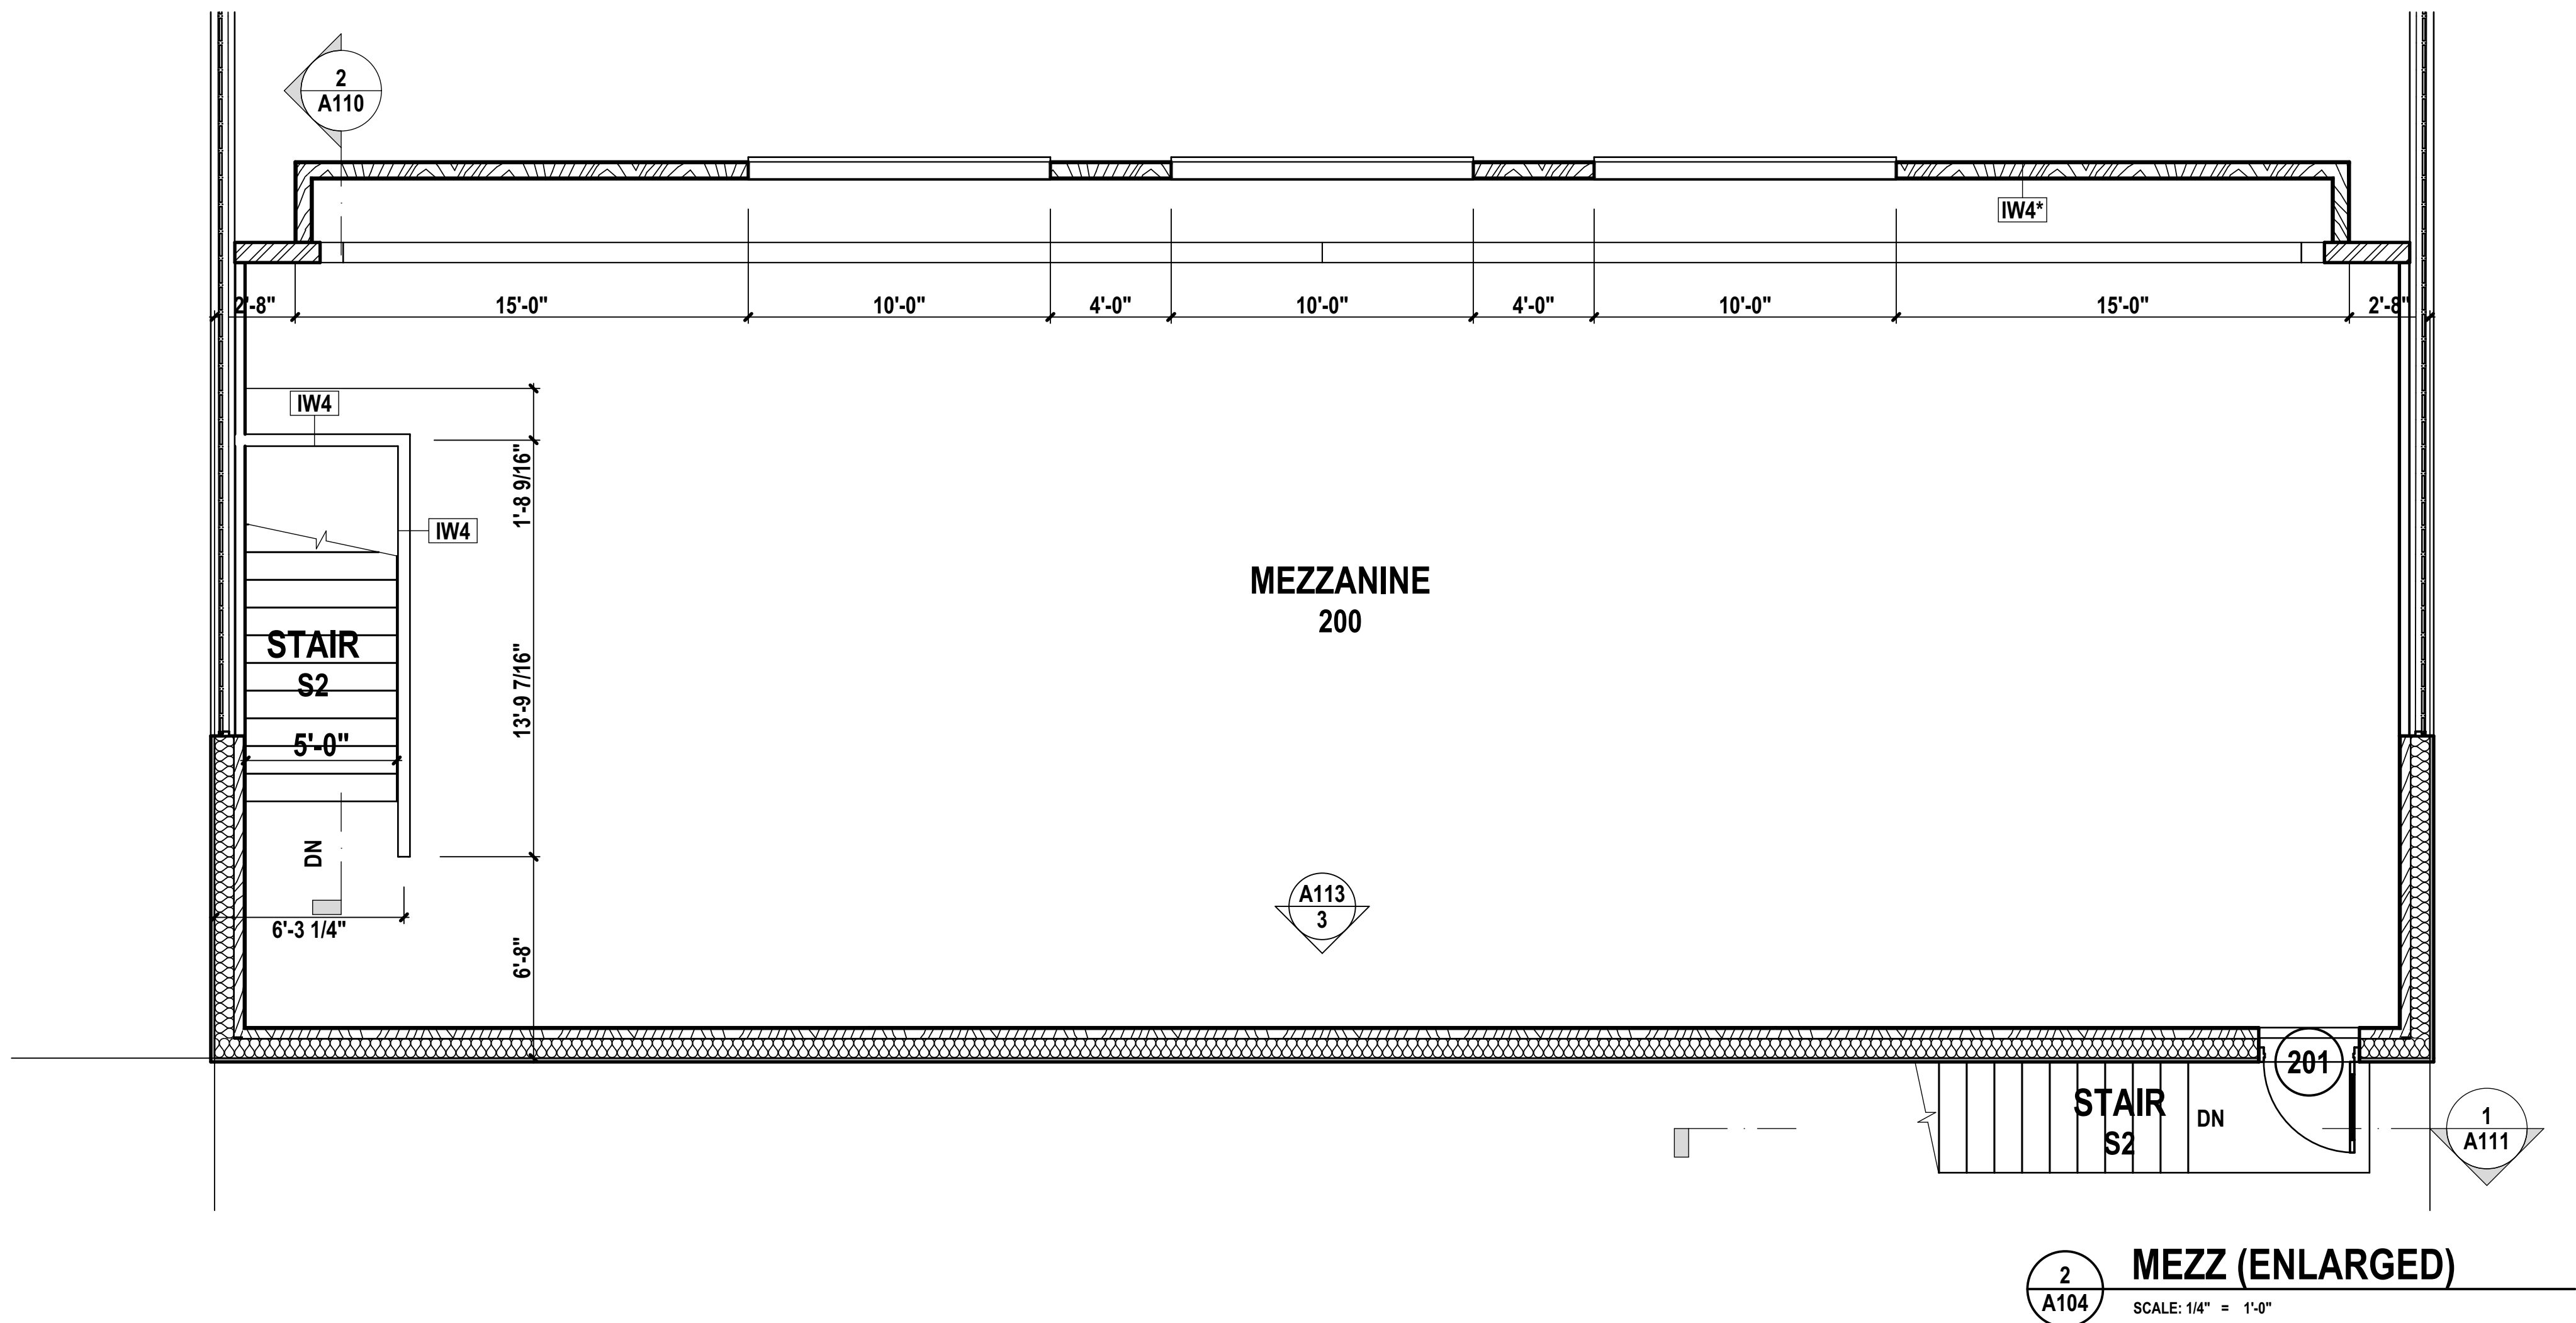 2
A110
IW4*
2'-8"
15'-0"
10'-0"
4'-0"
10'-0"
4'-0"
10'-0"
15'-0"
2'-8"
IW4
1'-8 9/16"
IW4
MEZZANINE
200
STAIR
S2
13'-9 7/16"
5'-0"
DN
A113
3
6'-3 1/4"
6'-8"
201
STAIR
S2
DN
1
A111
2
A104
MEZZ (ENLARGED)
SCALE: 1/4" = 1'-0"